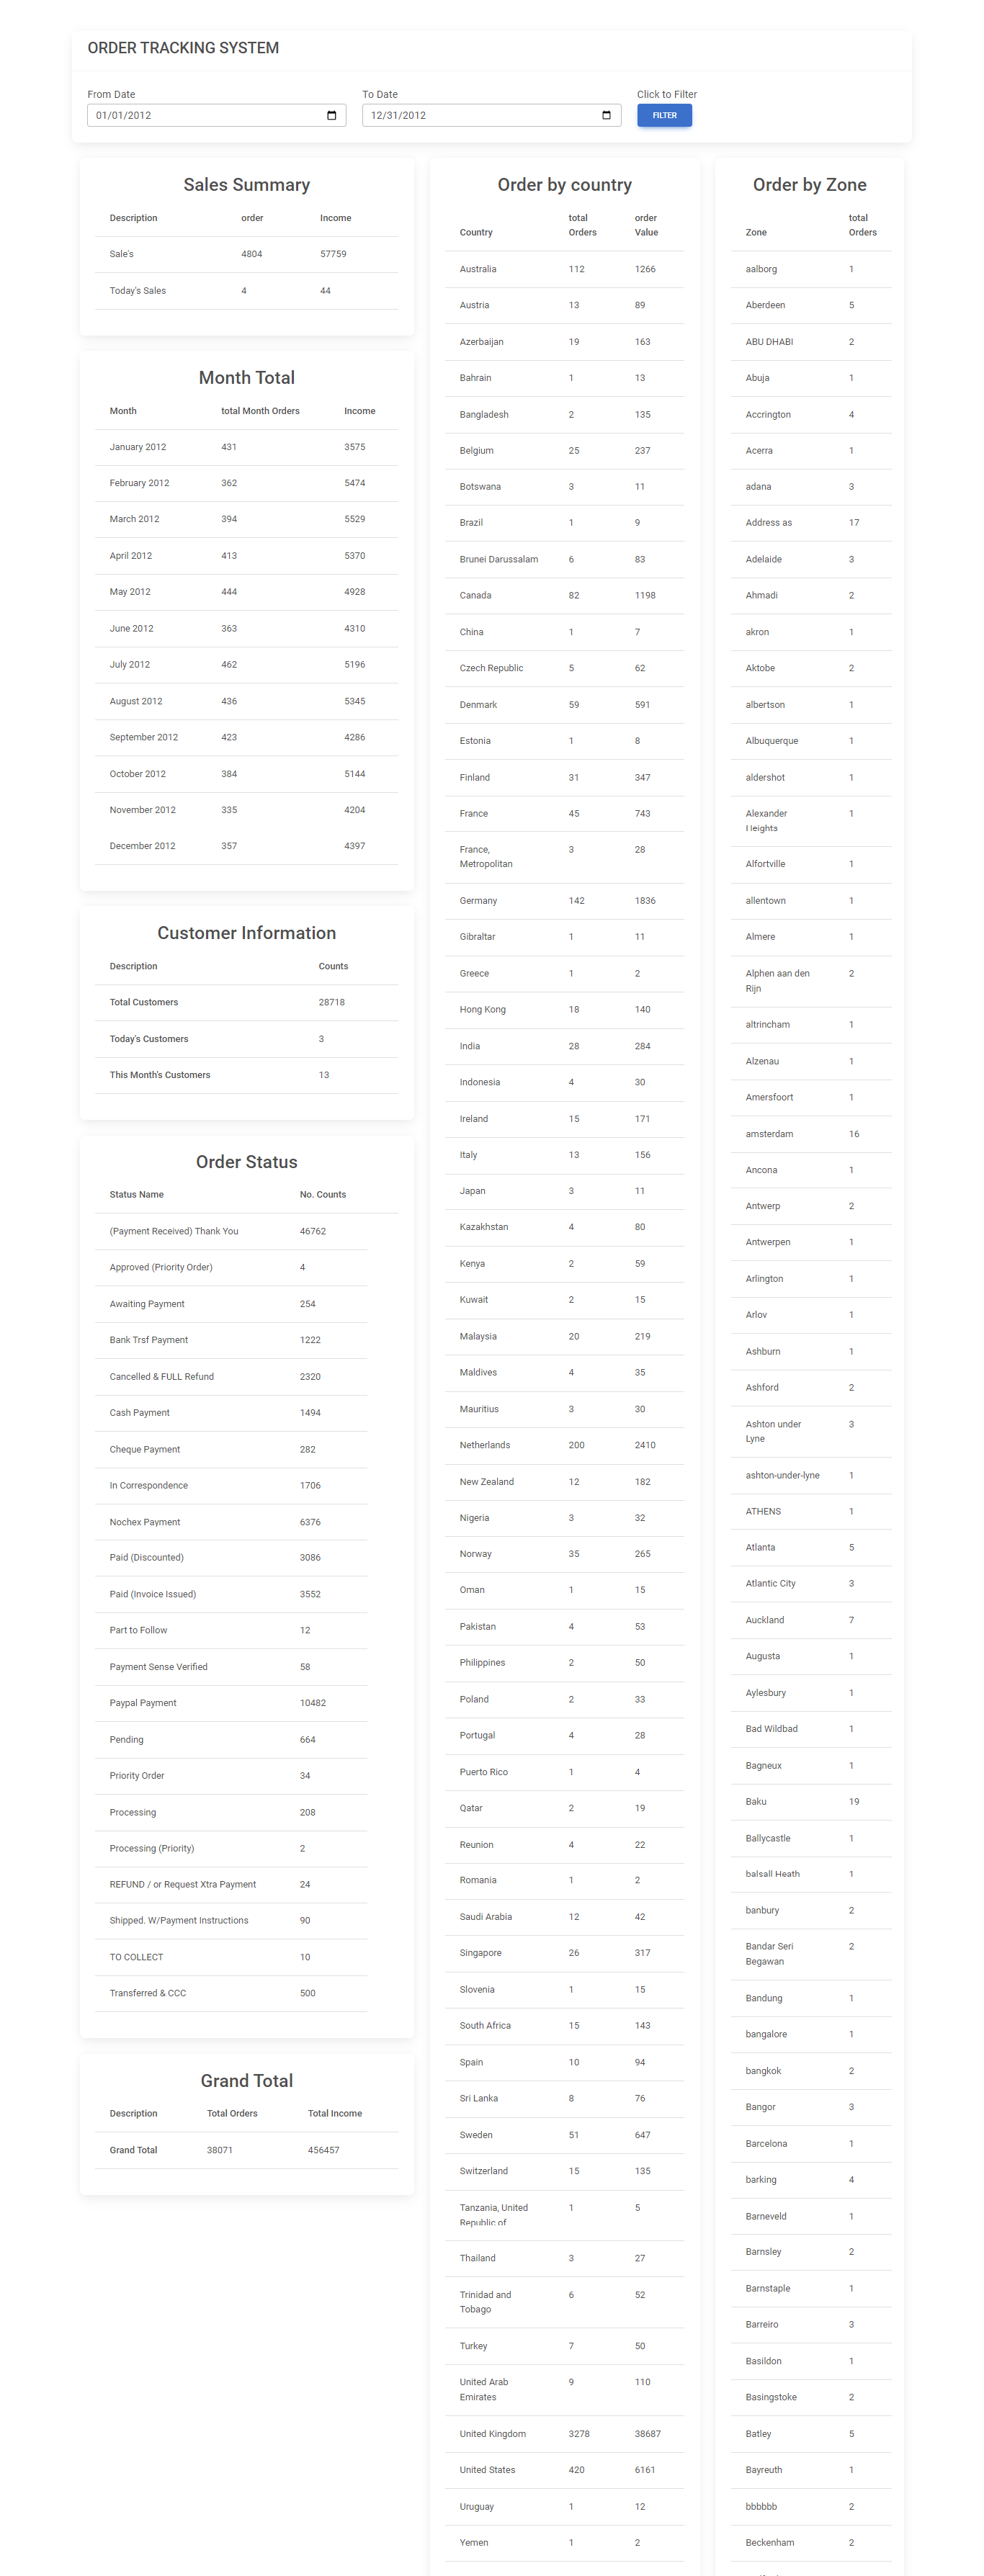 ORDER TRACKING SYSTEM
From Date
To Date
Click to Filter
01/01/2012
12/31/2012
FILTER
Sales Summary
Description order Income
Sale's 4804 57759
Today's Sales 4 44
Month Total
Month total Month Orders Income
January 2012 431 3575
February 2012 362 5474
March 2012 394 5529
April 2012 413 5370
May 2012 444 4928
June 2012 363 4310
July 2012 462 5196
August 2012 436 5345
September 2012 423 4286
October 2012 384 5144
November 2012 335 4204
December 2012 357 4397
Customer Information
Description Counts
Total Customers 28718
Today's Customers 3
This Month's Customers 13
Order Status
Status Name No. Counts
(Payment Received) Thank You 46762
Approved (Priority Order) 4
Awaiting Payment 254
Bank Trsf Payment 1222
Cancelled & FULL Refund 2320
Cash Payment 1494
Cheque Payment 282
In Correspondence 1706
Nochex Payment 6376
Paid (Discounted) 3086
Paid (Invoice Issued) 3552
Part to Follow 12
Payment Sense Verified 58
Paypal Payment 10482
Pending 664
Priority Order 34
Processing 208
Processing (Priority) 2
REFUND / or Request Xtra Payment 24
Shipped. W/Payment Instructions 90
TO COLLECT 10
Transferred & CCC 500
Grand Total
Description Total Orders Total Income
Grand Total 38071 456457
Order by country
total order
Country Orders Value
Australia 112 1266
Austria 13 89
Azerbaijan 19 163
Bahrain 1 13
Bangladesh 2 135
Belgium 25 237
Botswana 3 11
Brazil 1 9
Brunei Darussalam 6 83
Canada 82 1198
China 1 7
Czech Republic 5 62
Denmark 59 591
Estonia 1 8
Finland 31 347
France 45 743
France, 3 28
Metropolitan
Germany 142 1836
Gibraltar 1 11
Greece 1 2
Hong Kong 18 140
India 28 284
Indonesia 4 30
Ireland 15 171
Italy 13 156
Japan 3 11
Kazakhstan 4 80
Kenya 2 59
Kuwait 2 15
Malaysia 20 219
Maldives 4 35
Mauritius 3 30
Netherlands 200 2410
New Zealand 12 182
Nigeria 3 32
Norway 35 265
Oman 1 15
Pakistan 4 53
Philippines 2 50
Poland 2 33
Portugal 4 28
Puerto Rico 1 4
Qatar 2 19
Reunion 4 22
Romania 1 2
Saudi Arabia 12 42
Singapore 26 317
Slovenia 1 15
South Africa 15 143
Spain 10 94
Sri Lanka 8 76
Sweden 51 647
Switzerland 15 135
Tanzania, United 1 5
Republic of
Thailand 3 27
Trinidad and 6 52
Tobago
Turkey 7 50
United Arab 9 110
Emirates
United Kingdom 3278 38687
United States 420 6161
Uruguay 1 12
Yemen 1 2
Order by Zone
total
Zone Orders
aalborg 1
Aberdeen 5
ABU DHABI 2
Abuja 1
Accrington 4
Acerra 1
adana 3
Address as 17
Adelaide 3
Ahmadi 2
akron 1
Aktobe 2
albertson 1
Albuquerque 1
aldershot 1
Alexander 1
Heights
Alfortville 1
allentown 1
Almere 1
Alphen aan den 2
Rijn
altrincham 1
Alzenau 1
Amersfoort 1
amsterdam 16
Ancona 1
Antwerp 2
Antwerpen 1
Arlington 1
Arlov 1
Ashburn 1
Ashford 2
Ashton under 3
Lyne
ashton-under-lyne 1
ATHENS 1
Atlanta 5
Atlantic City 3
Auckland 7
Augusta 1
Aylesbury 1
Bad Wildbad 1
Bagneux 1
Baku 19
Ballycastle 1
balsall Heath 1
banbury 2
Bandar Seri 2
Begawan
Bandung 1
bangalore 1
bangkok 2
Bangor 3
Barcelona 1
barking 4
Barneveld 1
Barnsley 2
Barnstaple 1
Barreiro 3
Basildon 1
Basingstoke 2
Batley 5
Bayreuth 1
bbbbbb 2
Beckenham 2